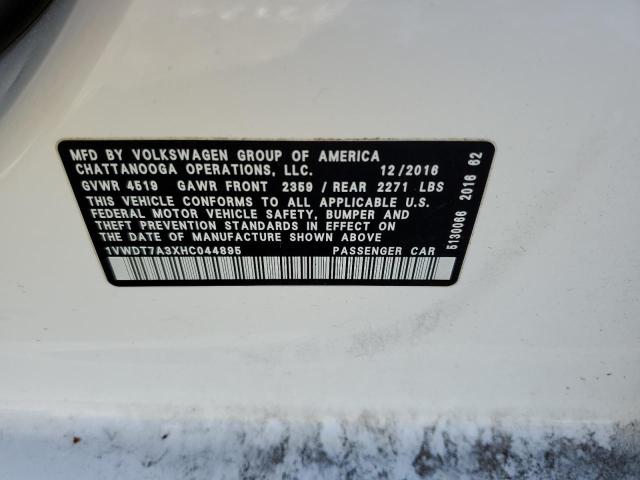 MFD BY VOLKSWAGEN GROUP OF AMERICA
CHATTANOOGA OPERATIONS, LLC. 12/2016
GVWR 4519 GAWR FRONT 2359 / REAR 2271 LBS
THIS VEHICLE CONFORMS TO ALL APPLICABLE U.S.
FEDERAL MOTOR VEHICLE SAFETY, BUMPER AND
THEFT PREVENTION STANDARDS IN EFFECT ON
DATE OF MANUFACTURE SHOWN ABOVE
1VWDT7A3XHC044895 PASSENGER CAR
5130066 2016 62